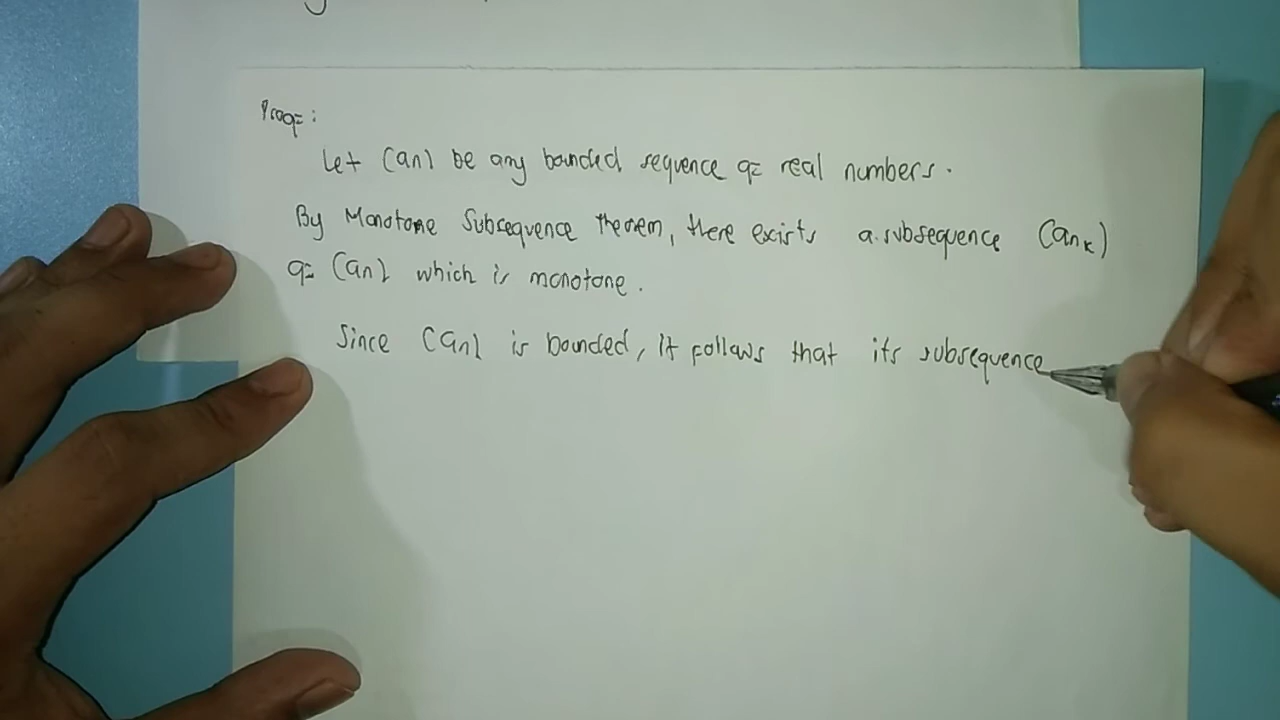 Proof:
Let (an) be any bounded sequence of real numbers.
By Monotone Subsequence Theorem, there exists a subsequence (ank)
of (an) which is monotone.
Since (an) is bounded, it follows that its subsequence